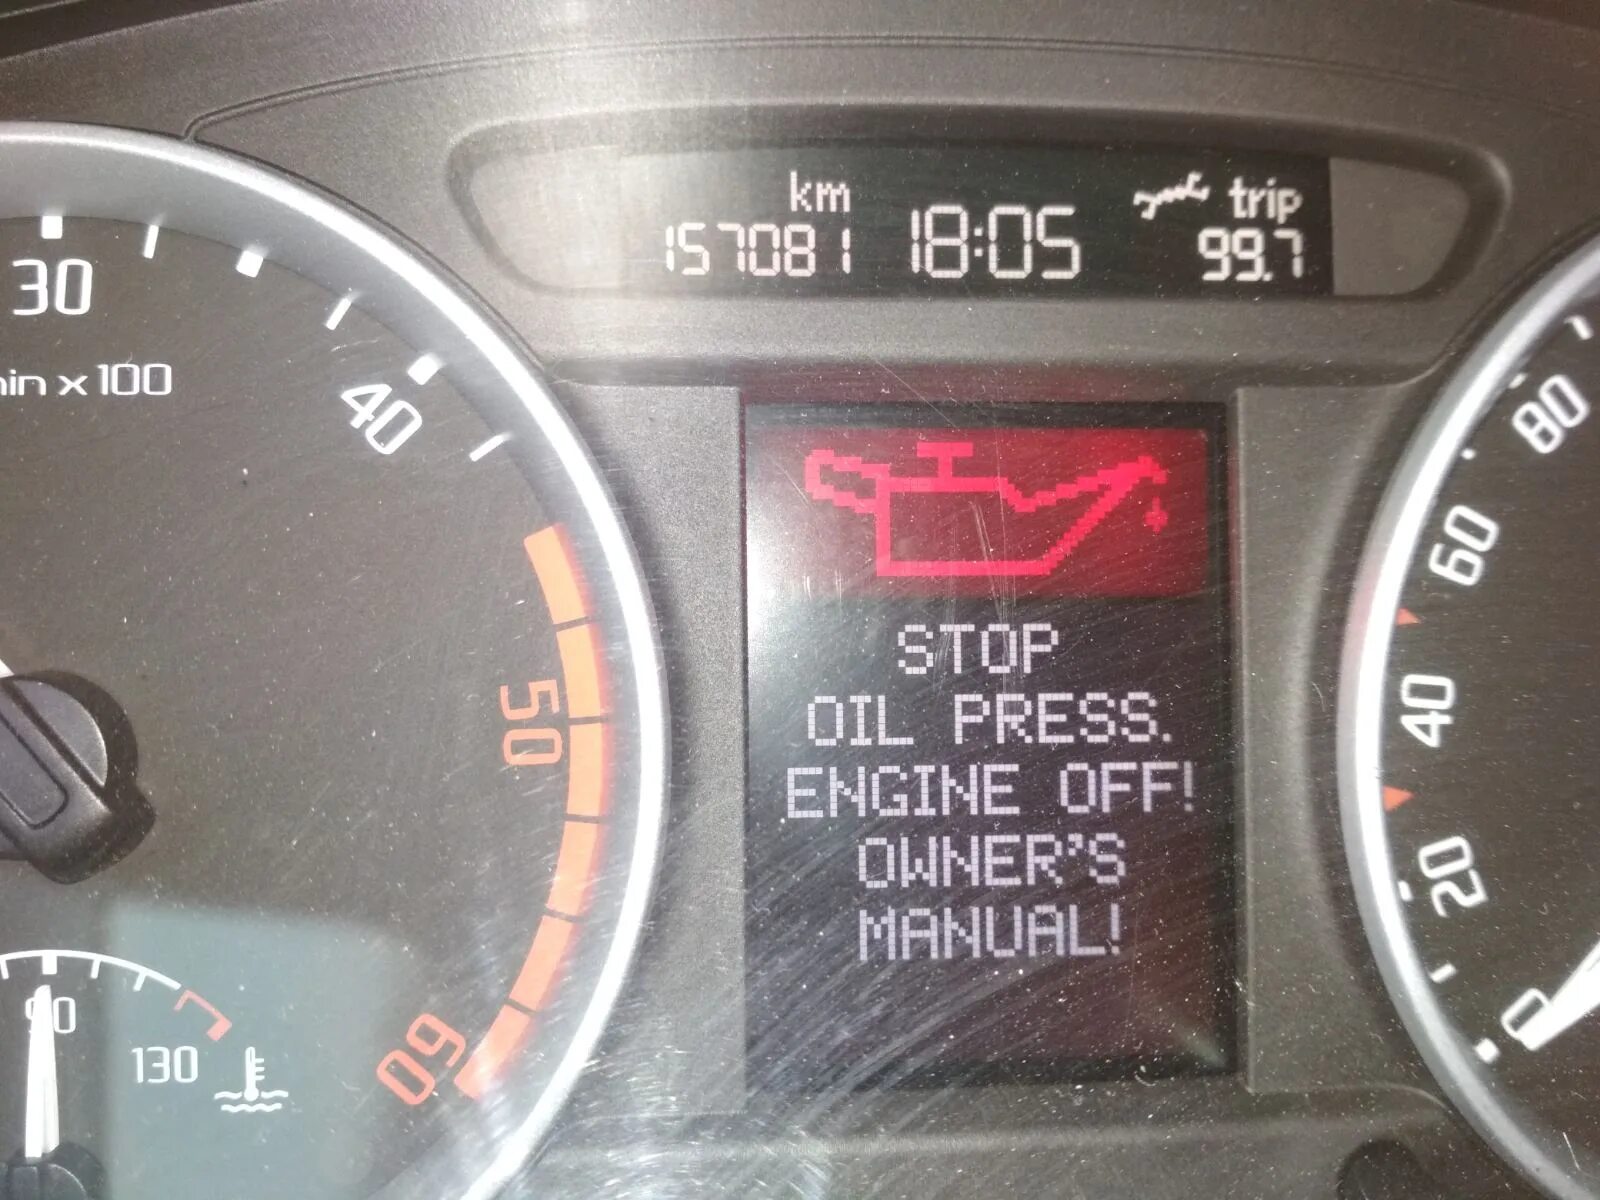 km
trip
157081
18:05
99.7
30
x 100
40
50
60
90
130
STOP
OIL PRESS.
ENGINE OFF!
OWNER'S
MANUAL!
80
60
40
20
0